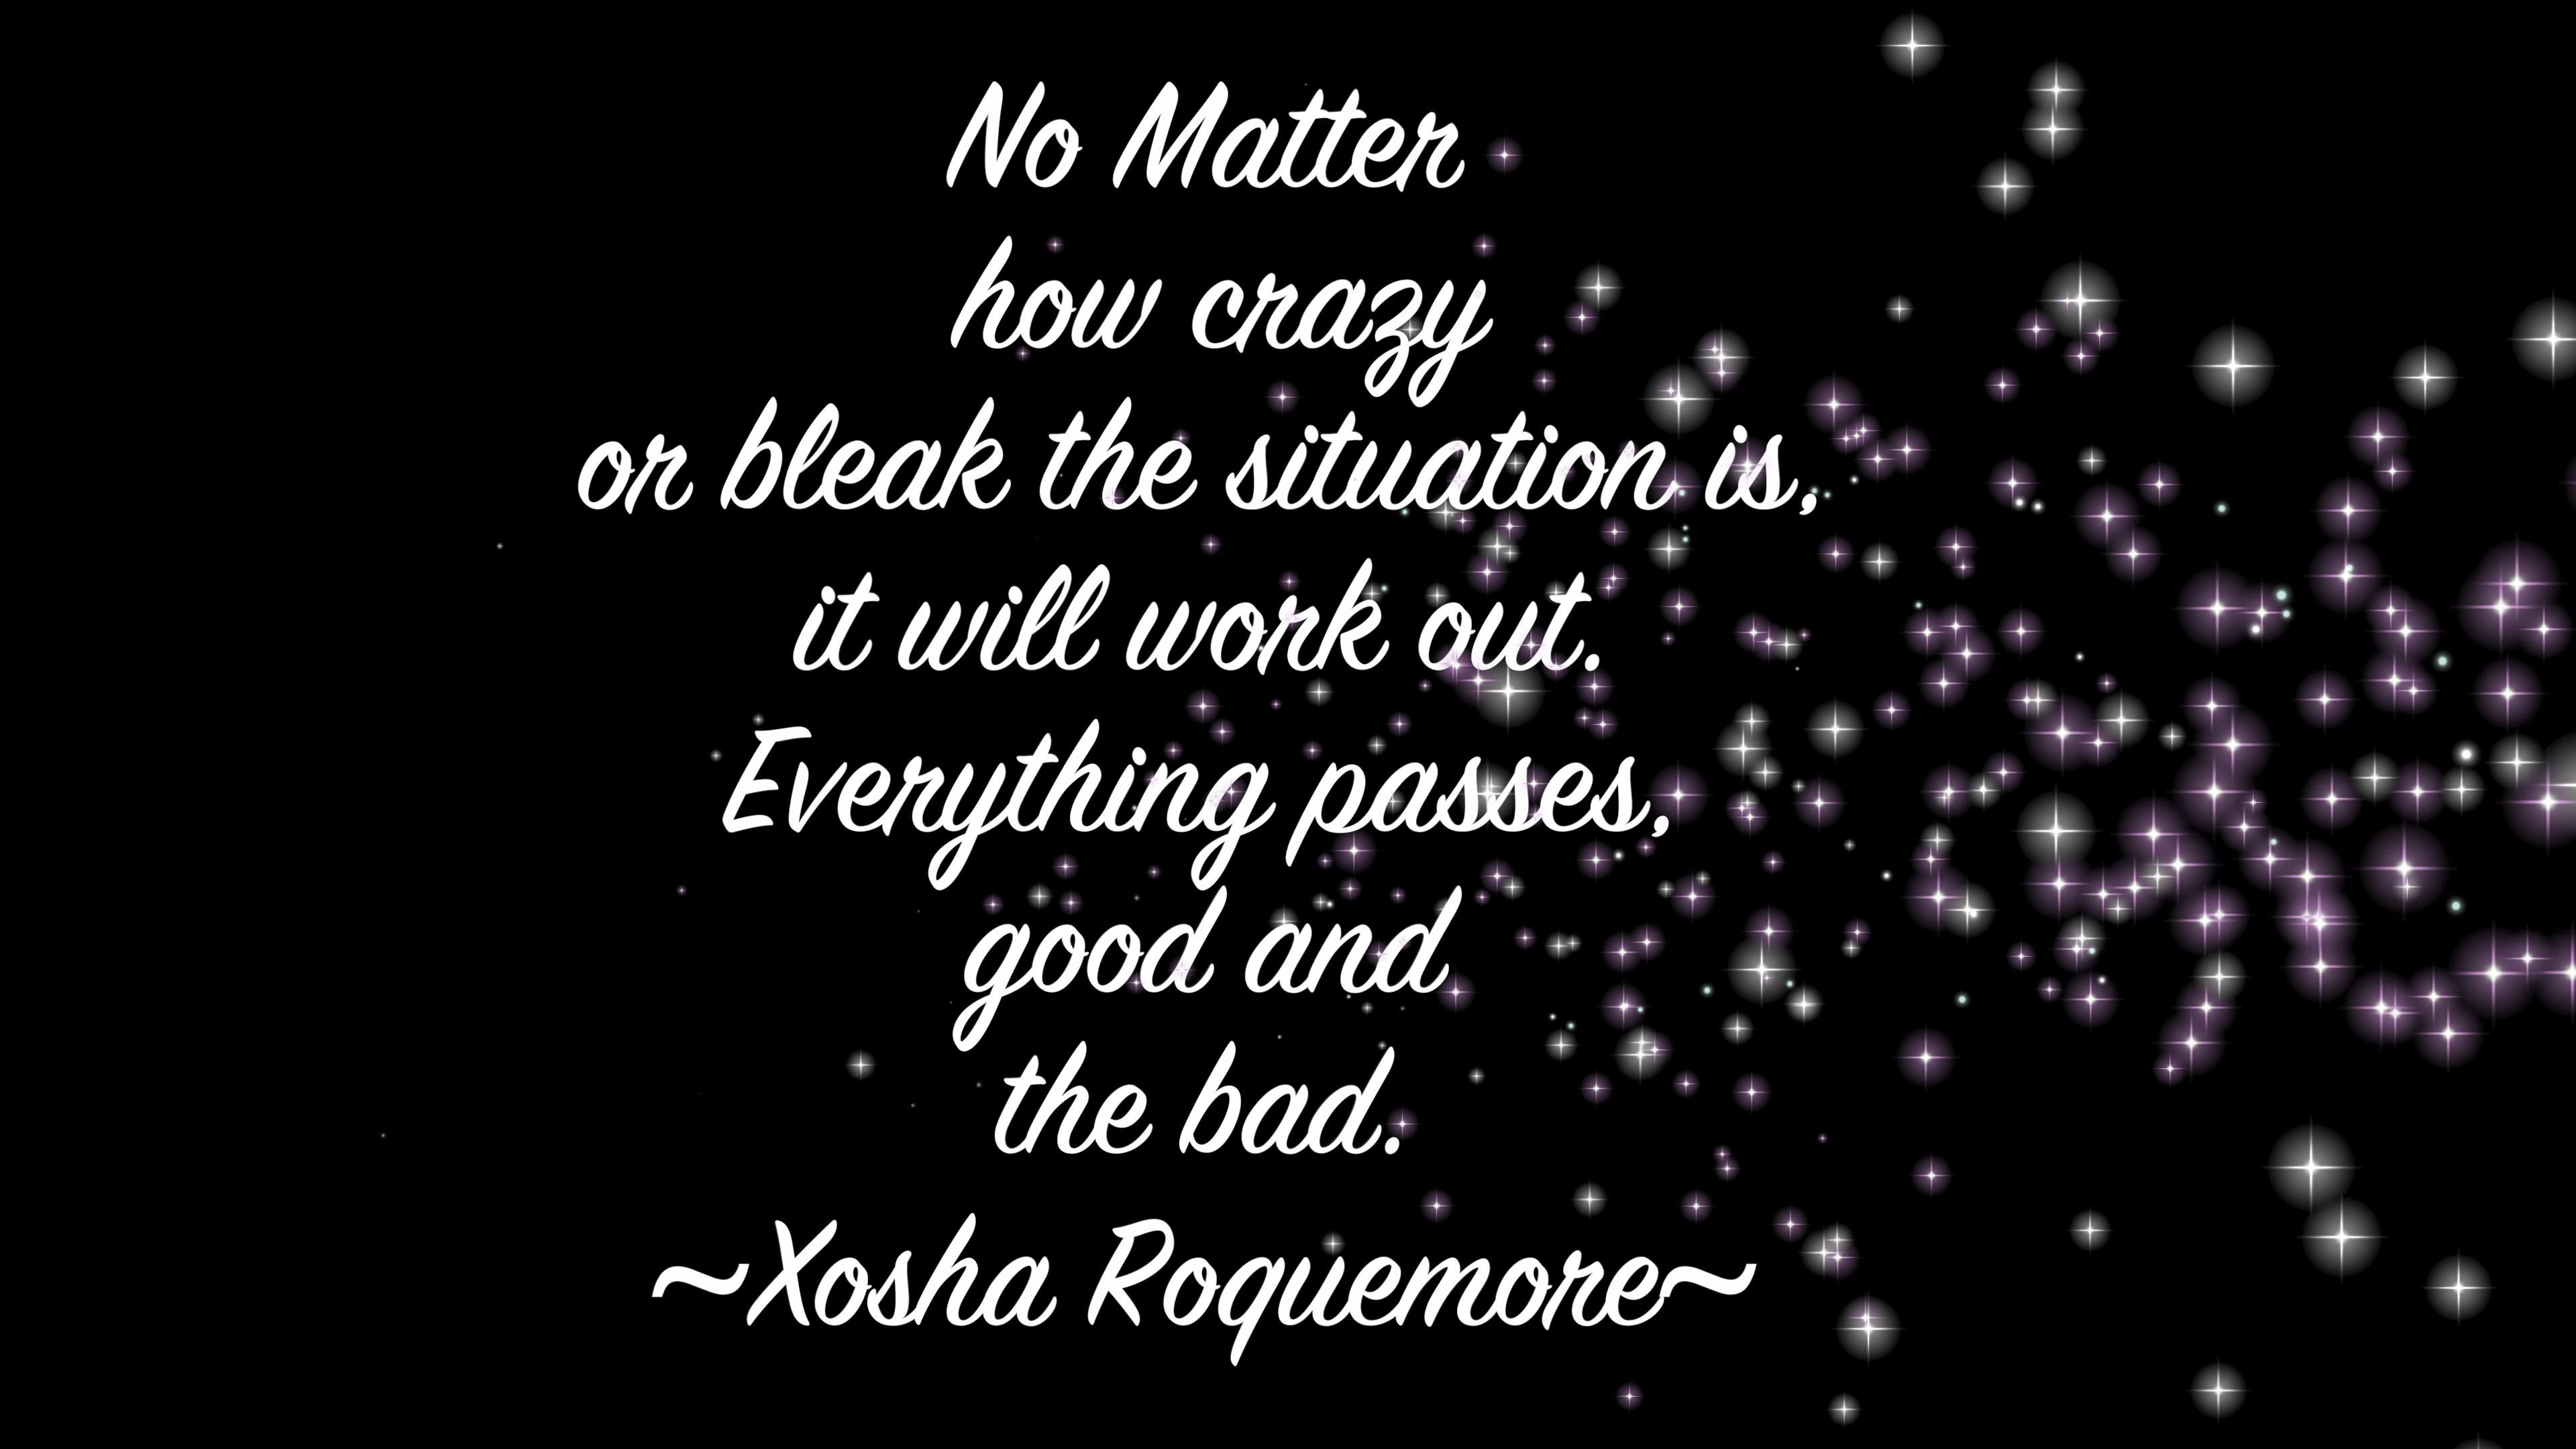 No Matter
how crazy
or bleak the situation is,
it will work out.
Everything passes,
good and
the bad.
~Xosha Roquemore~